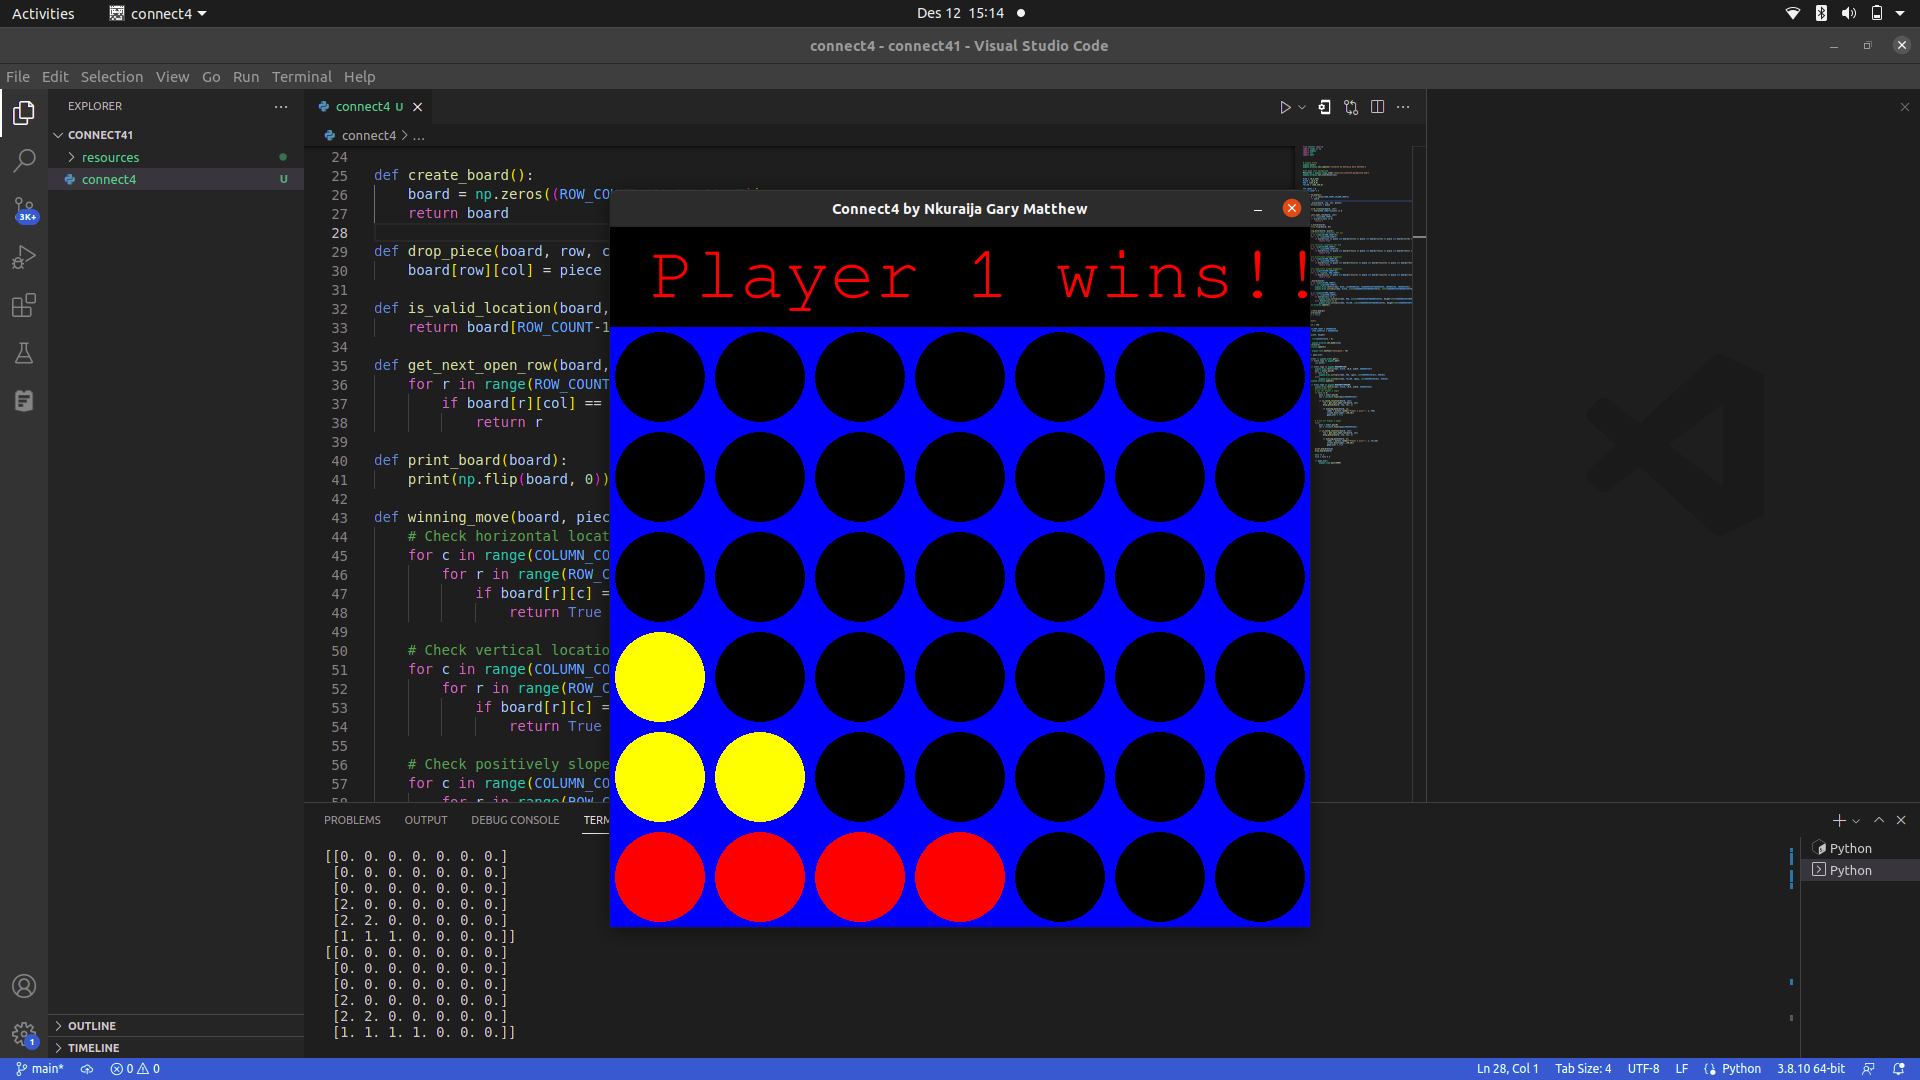 Activities
connect4
Des 12 15:14
connect4 - connect41 - Visual Studio Code
File Edit Selection View Go Run Terminal Help
EXPLORER
CONNECT41
resources
connect4 U
3K+
1
OUTLINE
TIMELINE
connect4 U
connect4 > ...
24
25 def create_board():
26 board = np.zeros((ROW_CO
27 return board
28
29 def drop_piece(board, row, c
30 board[row][col] = piece
31
32 def is_valid_location(board,
33 return board[ROW_COUNT-1
34
35 def get_next_open_row(board,
36 for r in range(ROW_COUNT
37 if board[r][col] ==
38 return r
39
40 def print_board(board):
41 print(np.flip(board, 0))
42
43 def winning_move(board, piec
44 # Check horizontal locat
45 for c in range(COLUMN_CO
46 for r in range(ROW_C
47 if board[r][c] =
48 return True
49
50 # Check vertical locatio
51 for c in range(COLUMN_CO
52 for r in range(ROW_C
53 if board[r][c] =
54 return True
55
56 # Check positively slope
57 for c in range(COLUMN_CO
58 for r in range(ROW_C
Connect4 by Nkuraija Gary Matthew
Player 1 wins!!
PROBLEMS OUTPUT DEBUG CONSOLE TERM
[[0. 0. 0. 0. 0. 0. 0.]
[0. 0. 0. 0. 0. 0. 0.]
[0. 0. 0. 0. 0. 0. 0.]
[2. 0. 0. 0. 0. 0. 0.]
[2. 2. 0. 0. 0. 0. 0.]
[1. 1. 1. 0. 0. 0. 0.]]
[[0. 0. 0. 0. 0. 0. 0.]
[0. 0. 0. 0. 0. 0. 0.]
[0. 0. 0. 0. 0. 0. 0.]
[2. 0. 0. 0. 0. 0. 0.]
[2. 2. 0. 0. 0. 0. 0.]
[1. 1. 1. 1. 0. 0. 0.]]
Python
Python
main* 0 0
Ln 28, Col 1 Tab Size: 4 UTF-8 LF Python 3.8.10 64-bit